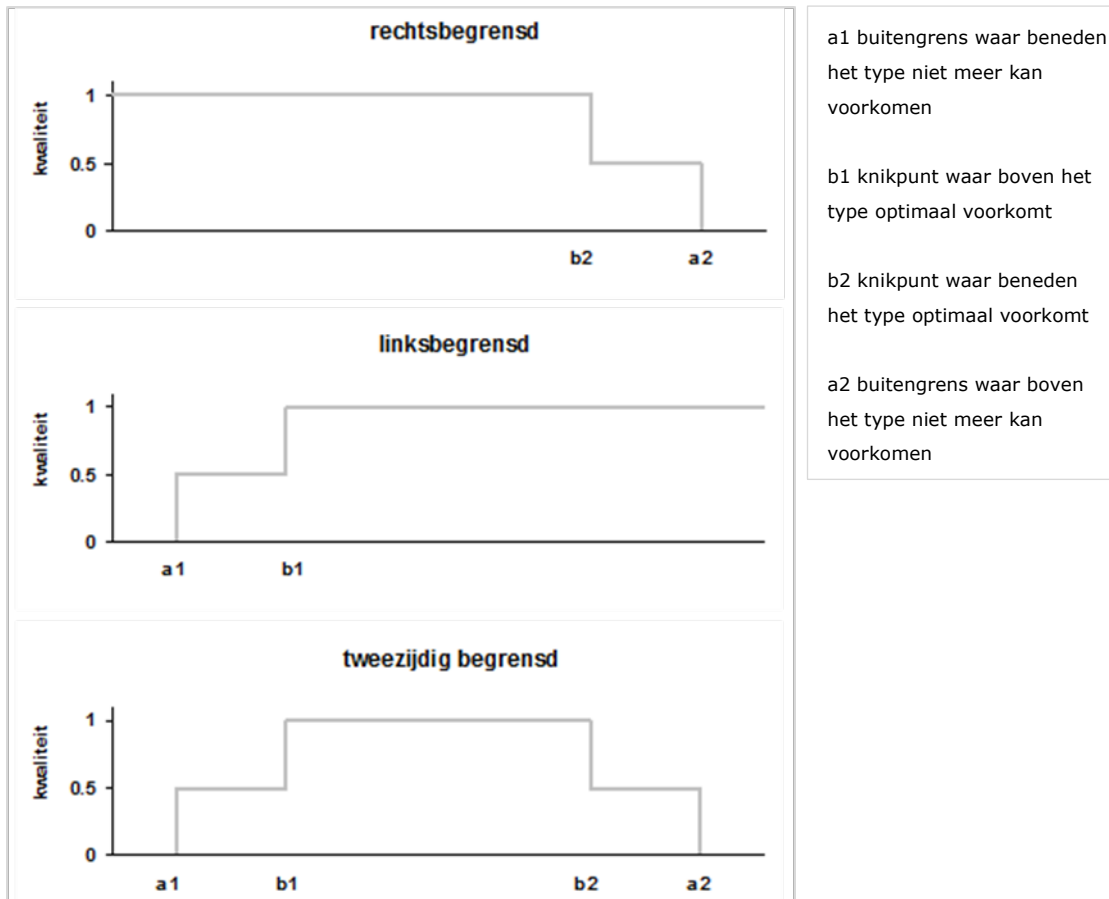 rechtsbegrensd
kwaliteit
1
0.5
0
b2 a2
linksbegrensd
kwaliteit
1
0.5
0
a1 b1
tweezijdig begrensd
kwaliteit
1
0.5
0
a1 b1 b2 a2
a1 buitengrens waar beneden
het type niet meer kan
voorkomen
b1 knikpunt waar boven het
type optimaal voorkomt
b2 knikpunt waar beneden
het type optimaal voorkomt
a2 buitengrens waar boven
het type niet meer kan
voorkomen